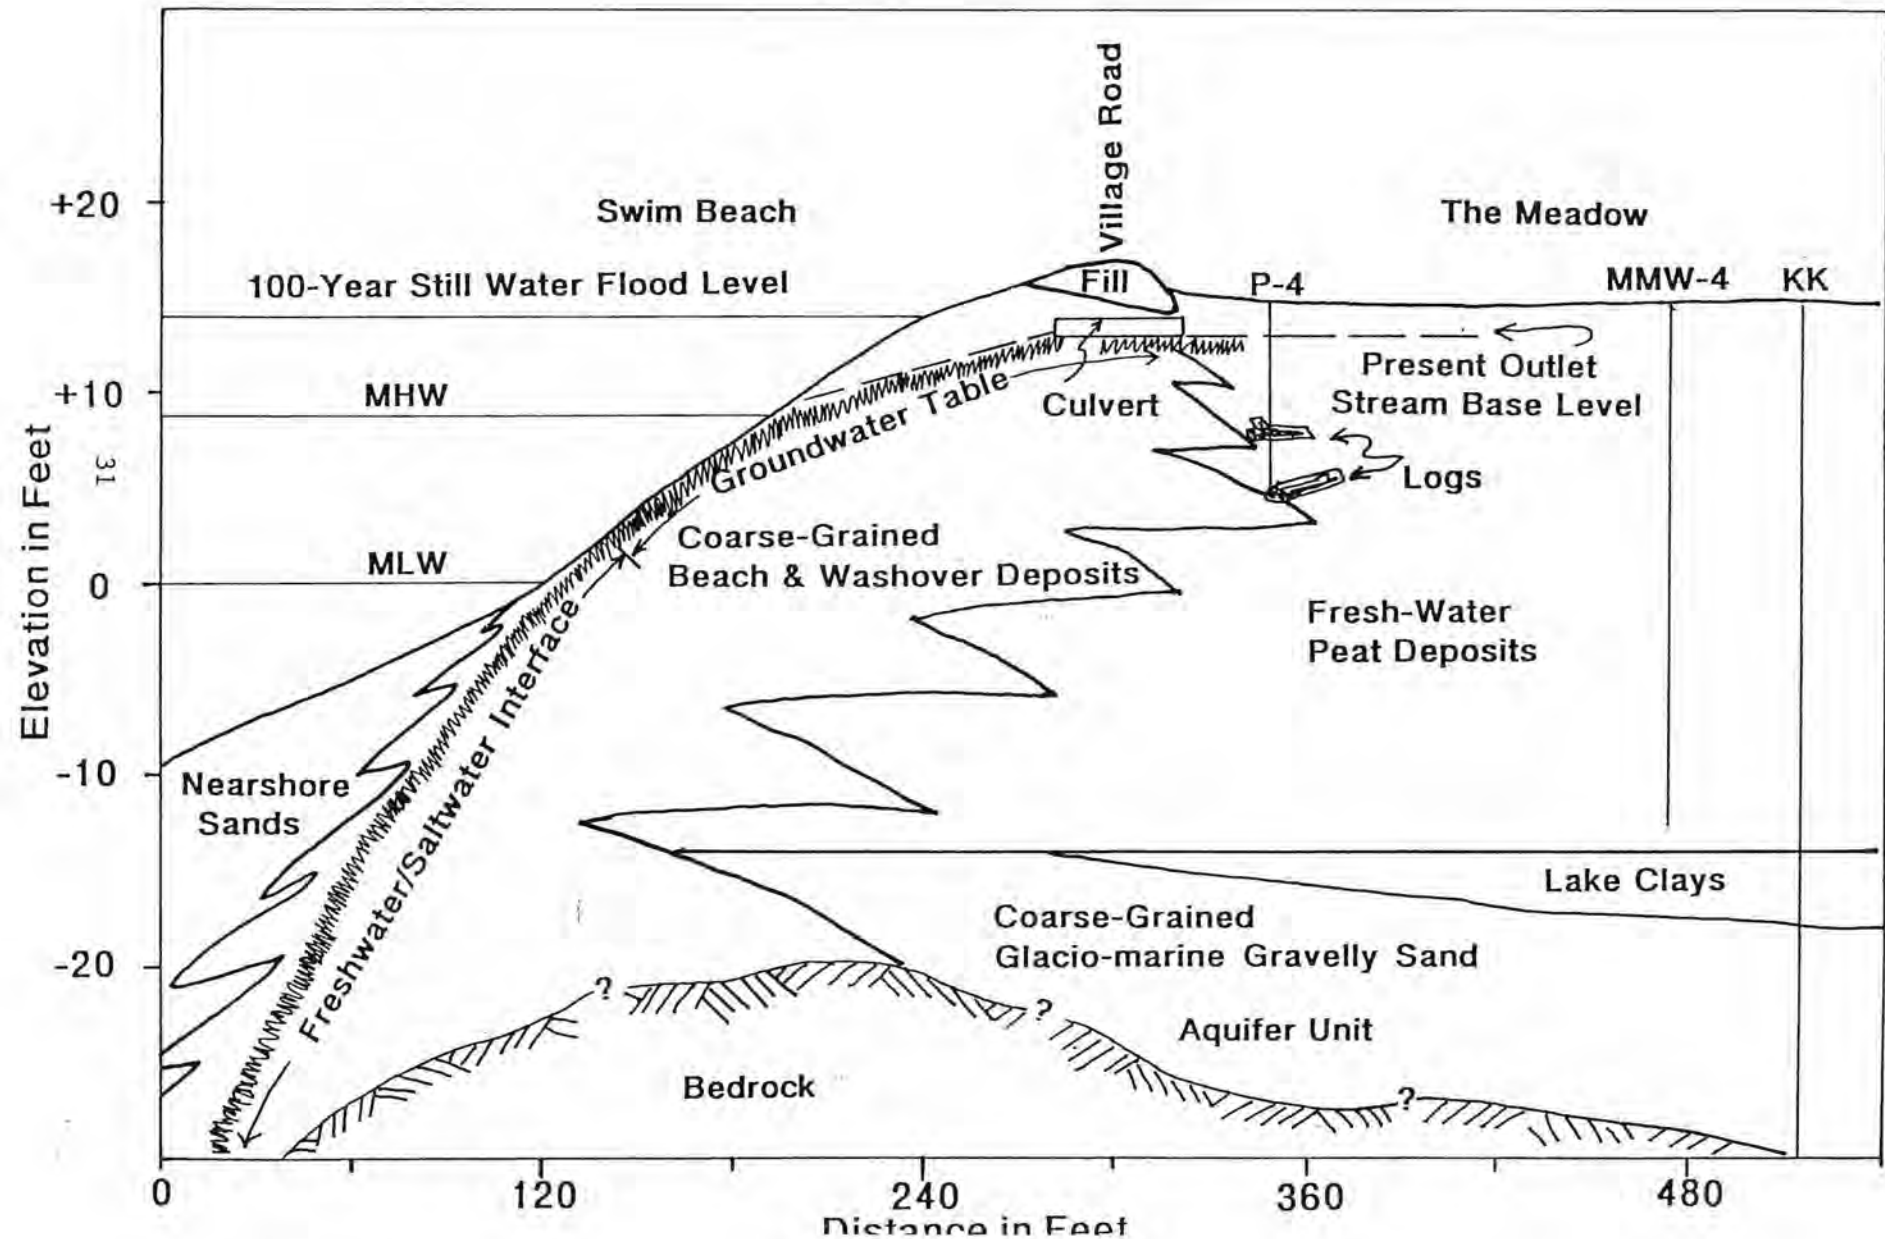 Village Road
+20
Swim Beach
The Meadow
100-Year Still Water Flood Level
Fill
P-4
MMW-4
KK
+10
MHW
Groundwater Table
Culvert
Present Outlet
Stream Base Level
Elevation in Feet
31
Logs
MLW
0
Coarse-Grained
Beach & Washover Deposits
Fresh-Water
Peat Deposits
-10
Nearshore
Sands
Freshwater/Saltwater Interface
Lake Clays
Coarse-Grained
Glacio-marine Gravelly Sand
-20
?
?
Aquifer Unit
Bedrock
?
0
120
240
360
480
Distance in Feet